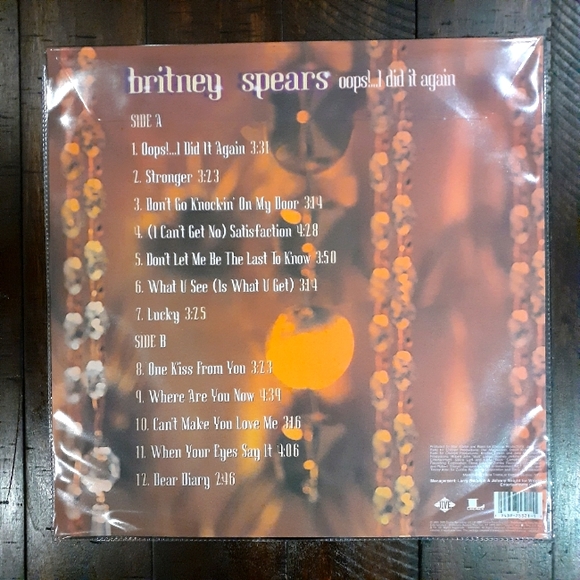 britney spears oops!...I did it again
SIDE A
1. Oops!...I Did It Again 3:31
2. Stronger 3:23
3. Don't Go Knockin' On My Door 3:14
4. (I Can't Get No) Satisfaction 4:28
5. Don't Let Me Be The Last To Know 3:50
6. What U See (Is What U Get) 3:14
7. Lucky 3:25
SIDE B
8. One Kiss From You 3:23
9. Where Are You Now 4:39
10. Can't Make You Love Me 3:16
11. When Your Eyes Say It 4:06
12. Dear Diary 2:46
JIVE